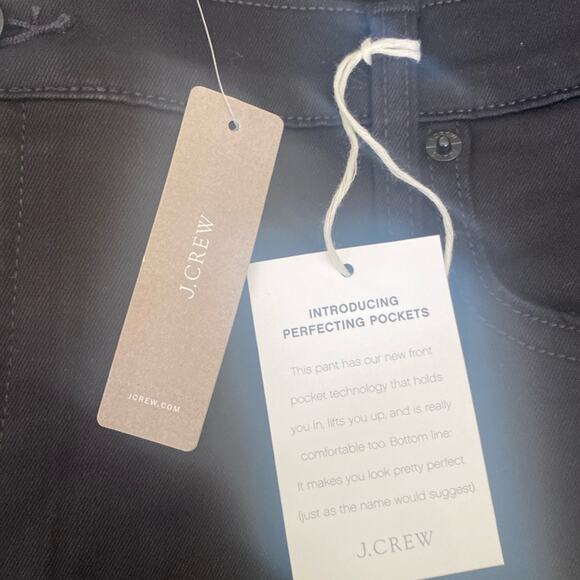 J.CREW
JCREW.COM
INTRODUCING
PERFECTING POCKETS
This pant has our new front
pocket technology that holds
you in, lifts you up, and is really
comfortable too. Bottom line:
It makes you look pretty perfect
(just as the name would suggest).
J.CREW